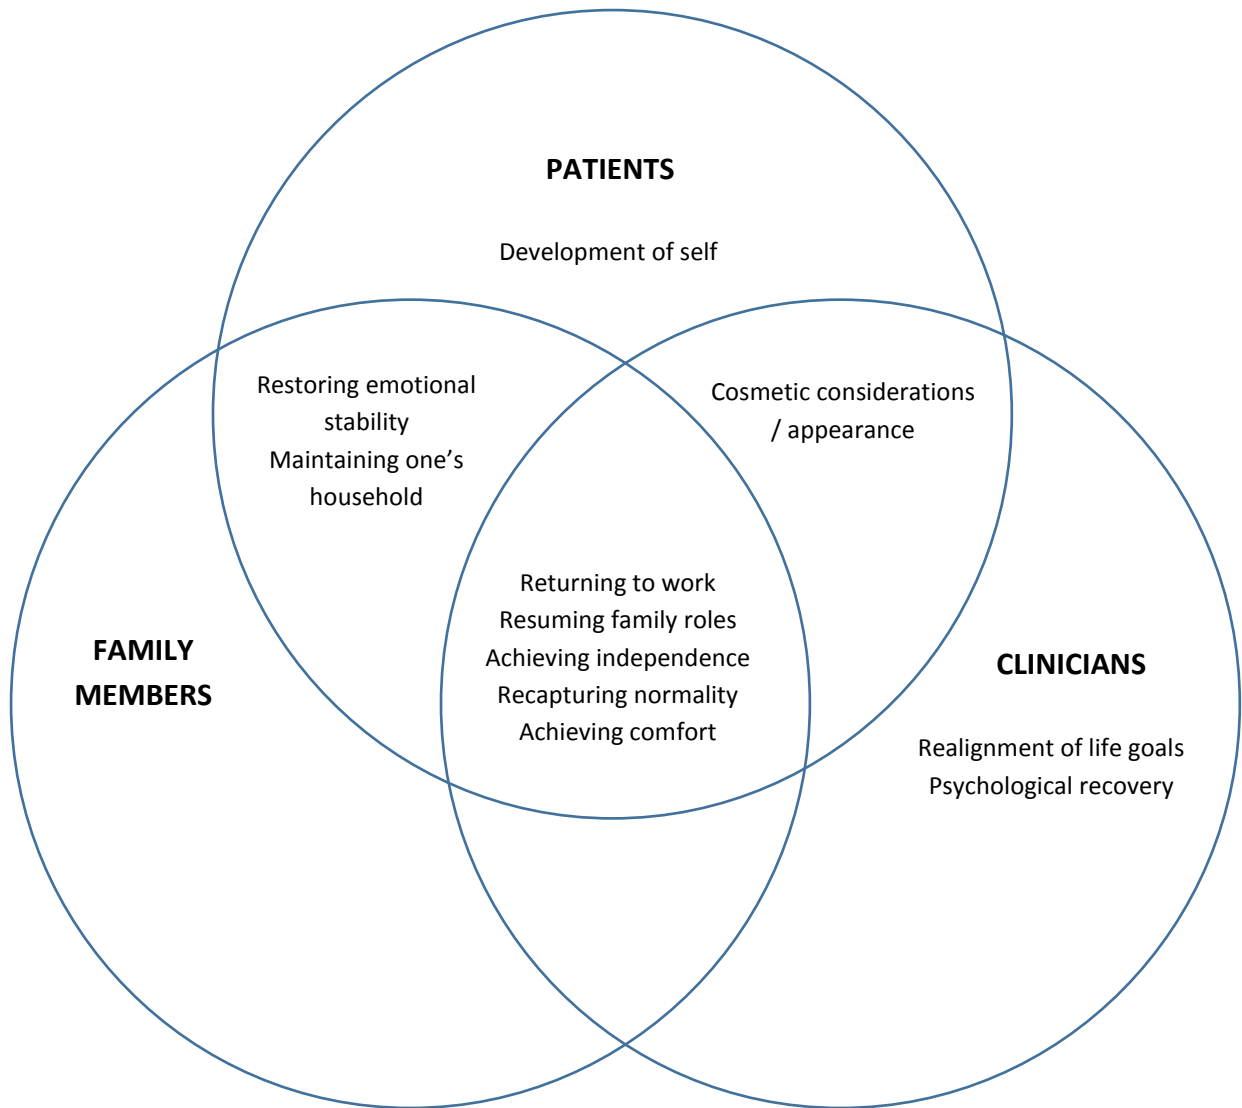 PATIENTS
Development of self
Restoring emotional
stability
Maintaining one’s
household
Cosmetic considerations
/ appearance
Returning to work
Resuming family roles
Achieving independence
Recapturing normality
Achieving comfort
FAMILY
MEMBERS
CLINICIANS
Realignment of life goals
Psychological recovery